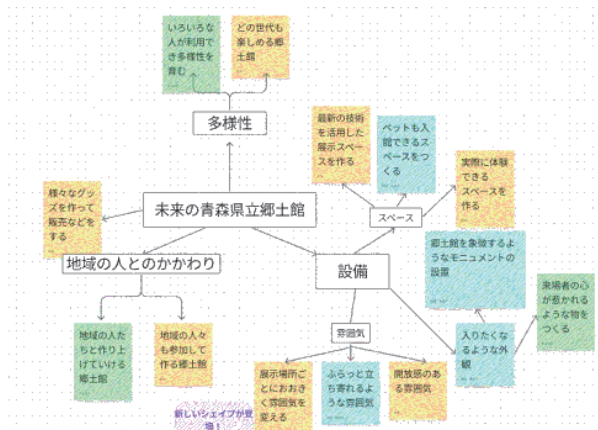 いろいろな
人が利用で
き多様性を
育む
どの世代も
楽しめる郷
土館
多様性
最新の技術
を活用した
展示スペー
スを作る
ペットも入
館できるス
ペースをつ
くる
実際に体験
できる
スペースを
作る
様々なグッ
ズを作って
販売などを
する
未来の青森県立郷土館
スペース
地域の人とのかかわり
設備
郷土館を象徴するよ
うなモニュメントの
設置
来場者の心
が惹かれる
ような物を
つくる
地域の人た
ちと作り上
げていける
郷土館
地域の人々
も参加して
作る郷土館
雰囲気
入りたくな
るような外
観
展示場所ご
とにおおき
く雰囲気を
変える
ふらっと立
ち寄れるよ
うな雰囲気
開放感のあ
る雰囲気
新しいシェイプが登
場！